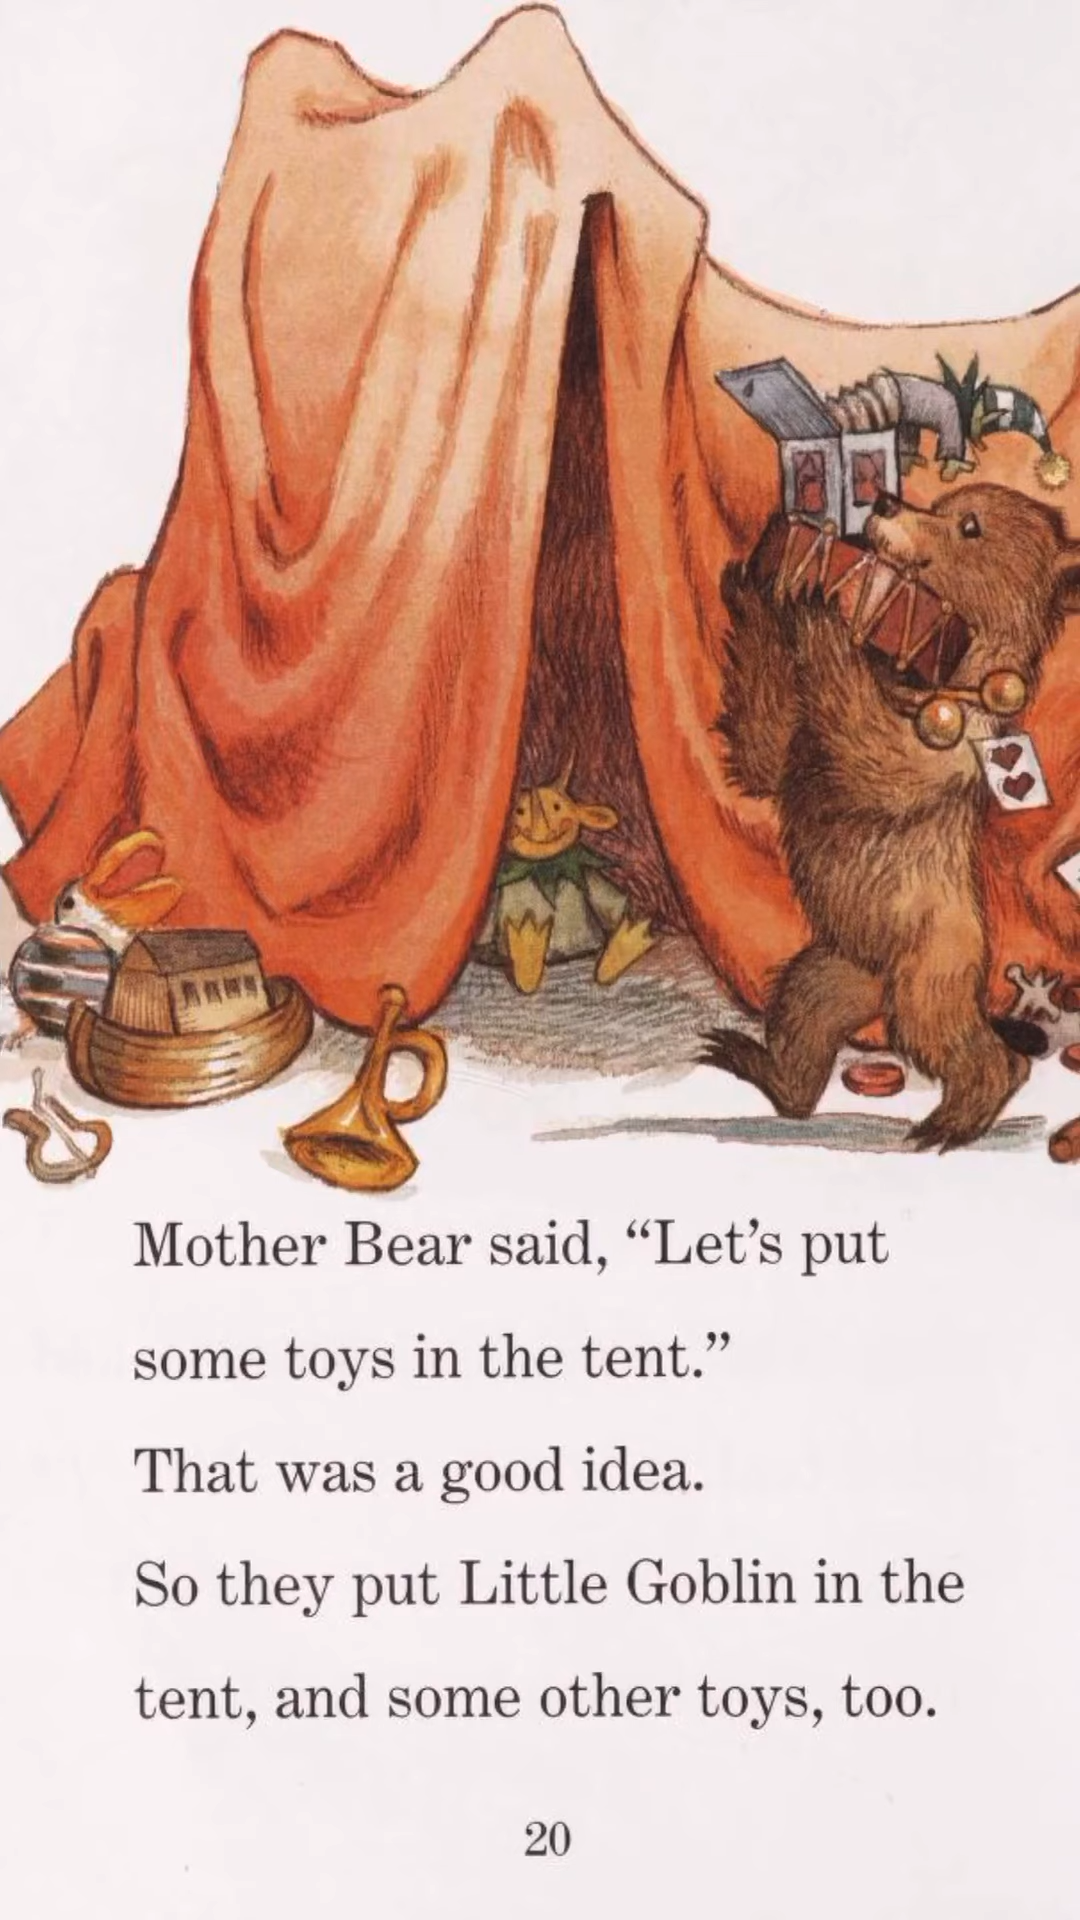 Mother Bear said, “Let’s put
some toys in the tent.”
That was a good idea.
So they put Little Goblin in the
tent, and some other toys, too.
20